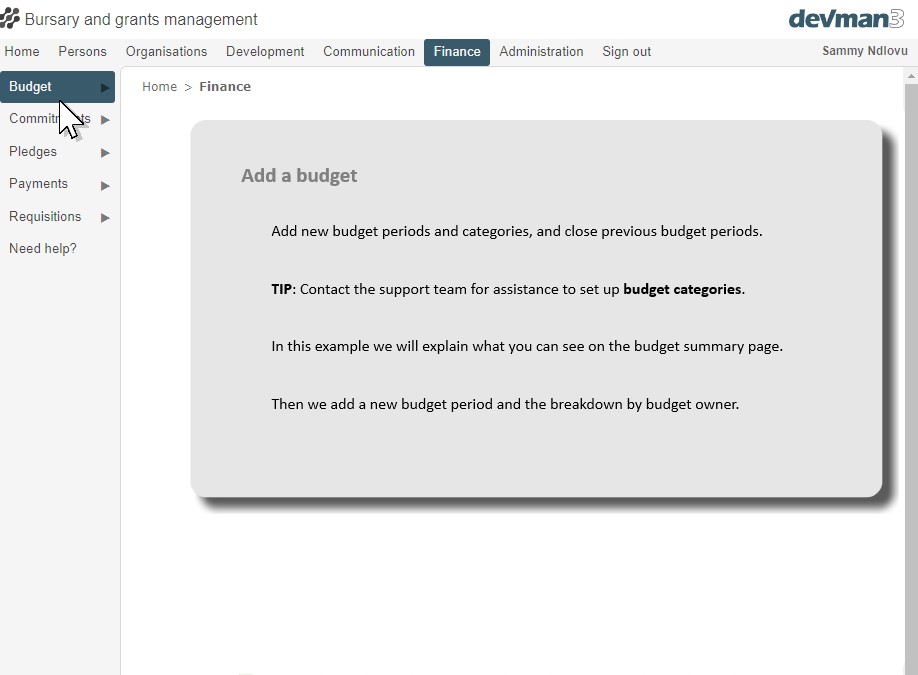 Bursary and grants management
devman3
Home Persons Organisations Development Communication Finance Administration Sign out Sammy Ndlovu
Budget
Home > Finance
Pledges
Payments
Requisitions
Need help?
Add a budget
Add new budget periods and categories, and close previous budget periods.
TIP: Contact the support team for assistance to set up budget categories.
In this example we will explain what you can see on the budget summary page.
Then we add a new budget period and the breakdown by budget owner.